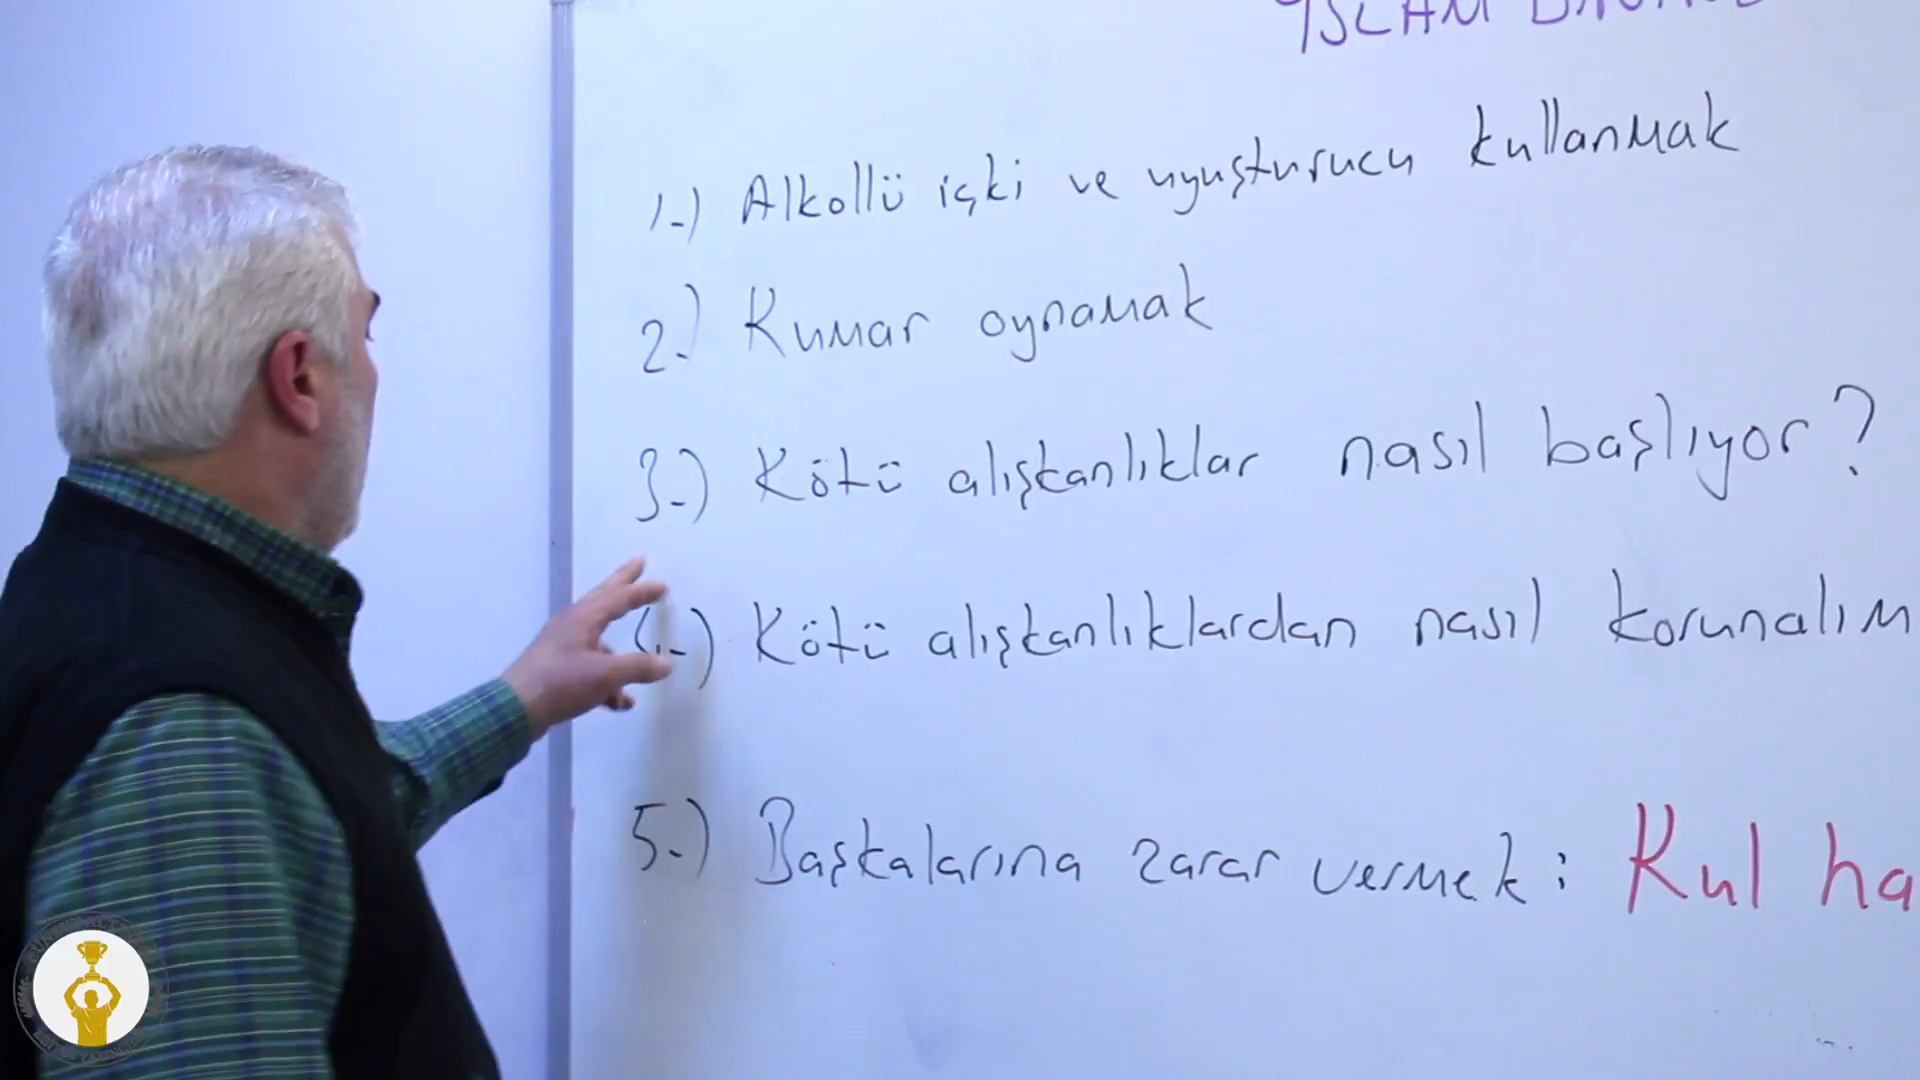 İSLAM
1-) Alkollü içki ve uyuşturucu kullanmak
2-) Kumar oynamak
3-) Kötü alışkanlıklar nasıl başlıyor?
4-) Kötü alışkanlıklardan nasıl korunalım
5-) Başkalarına zarar vermek: Kul ha